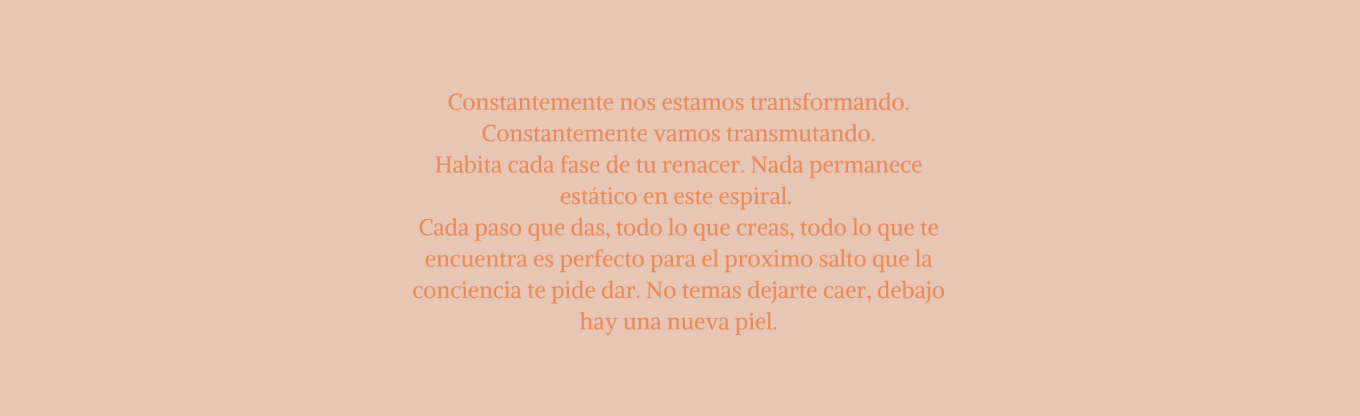 Constantemente nos estamos transformando.
Constantemente vamos transmutando.
Habita cada fase de tu renacer. Nada permanece
estático en este espiral.
Cada paso que das, todo lo que creas, todo lo que te
encuentra es perfecto para el proximo salto que la
conciencia te pide dar. No temas dejarte caer, debajo
hay una nueva piel.